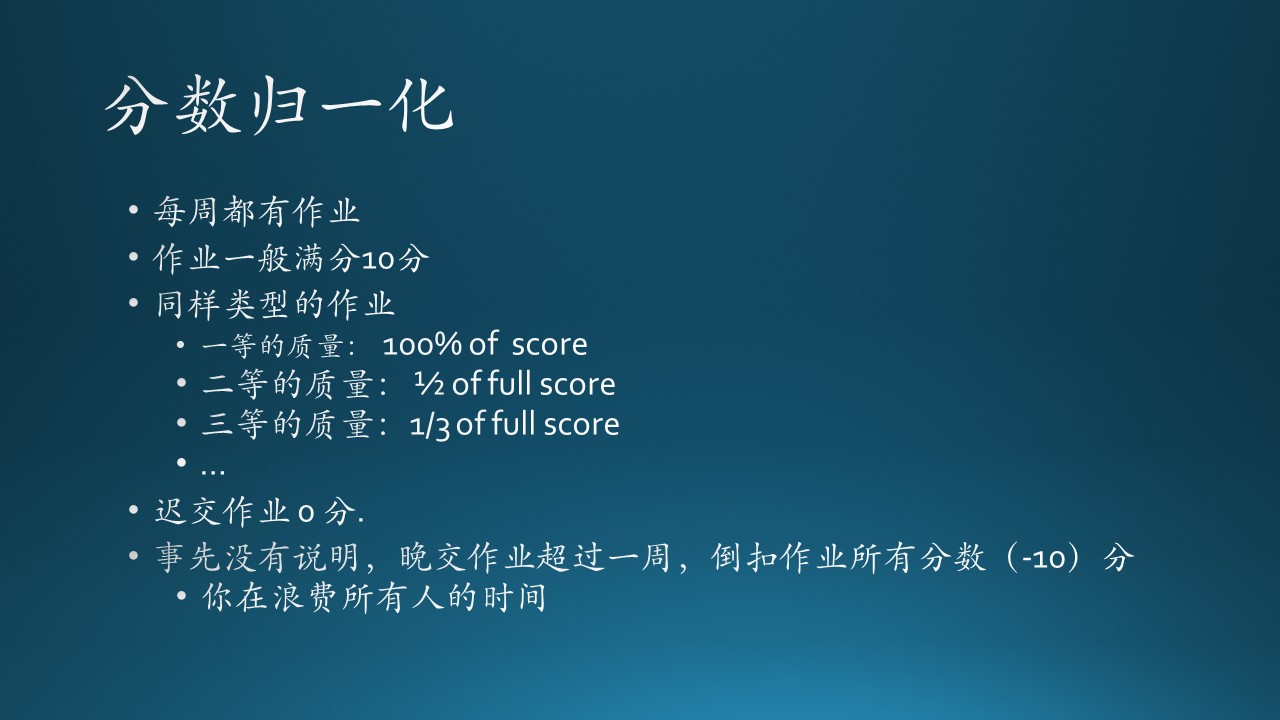 分数归一化
• 每周都有作业
• 作业一般满分10分
• 同样类型的作业
• 一等的质量： 100% of score
• 二等的质量： ½ of full score
• 三等的质量：1/3 of full score
• …
• 迟交作业 0 分.
• 事先没有说明，晚交作业超过一周，倒扣作业所有分数（-10）分
• 你在浪费所有人的时间